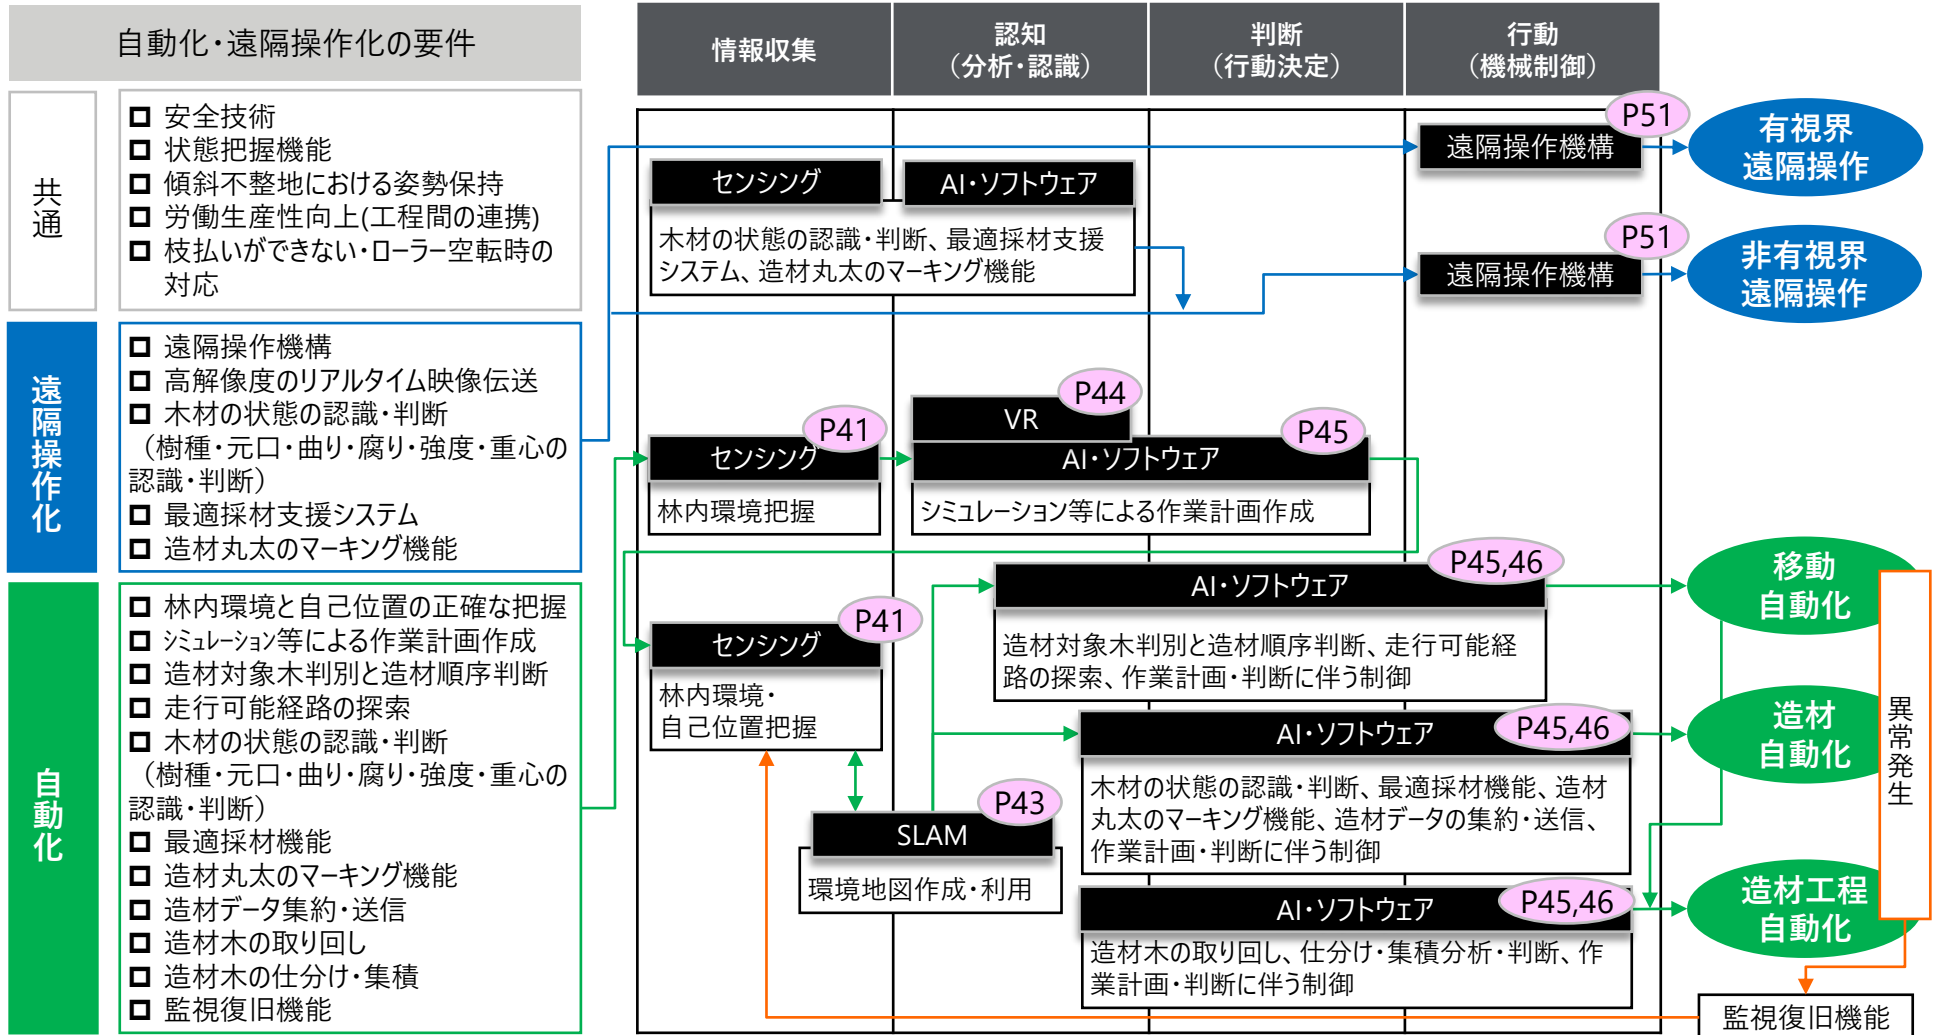 自動化・遠隔操作化の要件
情報収集
認知
（分析・認識）
判断
（行動決定）
行動
（機械制御）
共通
安全技術
状態把握機能
傾斜不整地における姿勢保持
労働生産性向上(工程間の連携)
枝払いができない・ローラー空転時の
対応
遠隔操作化
遠隔操作機構
高解像度のリアルタイム映像伝送
木材の状態の認識・判断
（樹種・元口・曲り・腐り・強度・重心の
認識・判断）
最適採材支援システム
造材丸太のマーキング機能
自動化
林内環境と自己位置の正確な把握
シミュレーション等による作業計画作成
造材対象木判別と造材順序判断
走行可能経路の探索
木材の状態の認識・判断
（樹種・元口・曲り・腐り・強度・重心の
認識・判断）
最適採材機能
造材丸太のマーキング機能
造材データ集約・送信
造材木の取り回し
造材木の仕分け・集積
監視復旧機能
P51
遠隔操作機構
有視界
遠隔操作
センシング
AI・ソフトウェア
木材の状態の認識・判断、最適採材支援
システム、造材丸太のマーキング機能
P51
遠隔操作機構
非有視界
遠隔操作
P44
VR
P41
センシング
林内環境把握
P45
AI・ソフトウェア
シミュレーション等による作業計画作成
P45,46
AI・ソフトウェア
造材対象木判別と造材順序判断、走行可能経
路の探索、作業計画・判断に伴う制御
移動
自動化
P41
センシング
林内環境・
自己位置把握
P45,46
AI・ソフトウェア
木材の状態の認識・判断、最適採材機能、造材
丸太のマーキング機能、造材データの集約・送信、
作業計画・判断に伴う制御
造材
自動化
P43
SLAM
環境地図作成・利用
P45,46
AI・ソフトウェア
造材木の取り回し、仕分け・集積分析・判断、作
業計画・判断に伴う制御
造材工程
自動化
異常発生
監視復旧機能